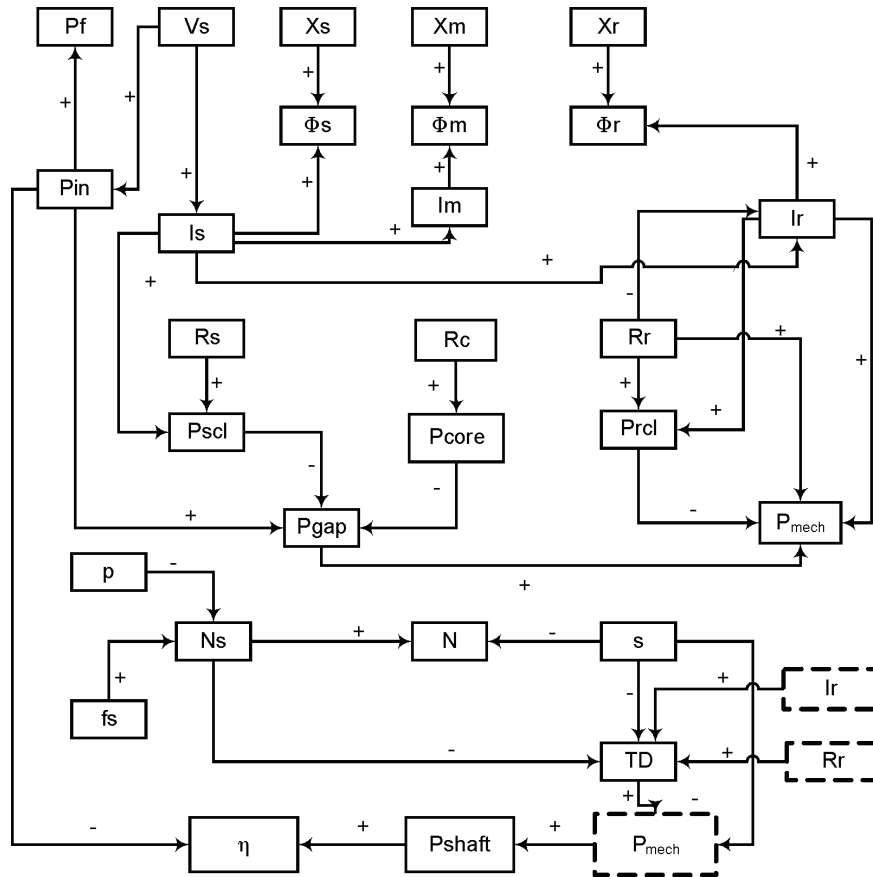 Pf
Vs
Xs
Xm
Xr
+
+
+
+
+
Φs
Φm
Φr
+
+
+
+
Pin
Im
Ir
Is
+
+
+
-
+
Rs
Rc
Rr
+
+
+
+
+
+
Pscl
Pcore
Prcl
-
-
-
+
Pgap
Pmech
+
p
-
Ns
+
N
-
s
+
fs
-
+
Ir
-
TD
+
Rr
+
-
-
η
+
Pshaft
+
Pmech